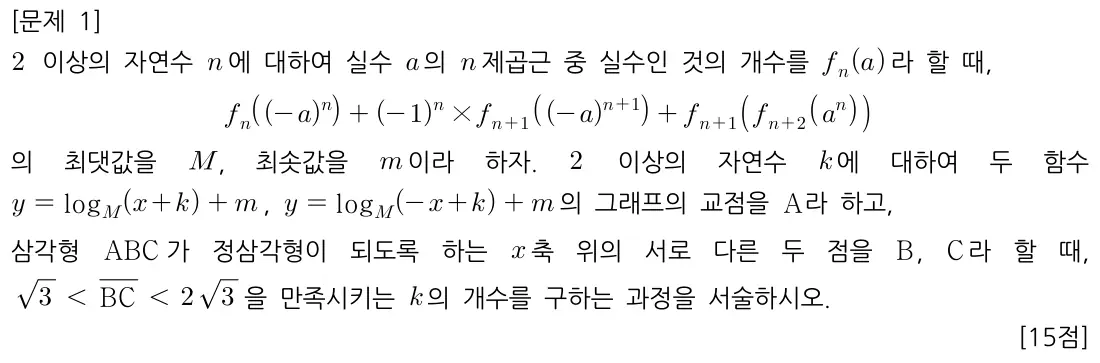 [문제 1]
2 이상의 자연수 n에 대하여 실수 a의 n제곱근 중 실수인 것의 개수를 fₙ(a)라 할 때,
fₙ((−a)ⁿ)+(−1)ⁿ×fₙ₊₁((−a)ⁿ⁺¹)+fₙ₊₁(fₙ₊₂(aⁿ))
의 최댓값을 M, 최솟값을 m이라 하자. 2 이상의 자연수 k에 대하여 두 함수
y=log_M(x+k)+m, y=log_M(−x+k)+m의 그래프의 교점을 A라 하고,
삼각형 ABC가 정삼각형이 되도록 하는 x축 위의 서로 다른 두 점을 B, C라 할 때,
√3 < B̅C̅ < 2√3을 만족시키는 k의 개수를 구하는 과정을 서술하시오.
[15점]